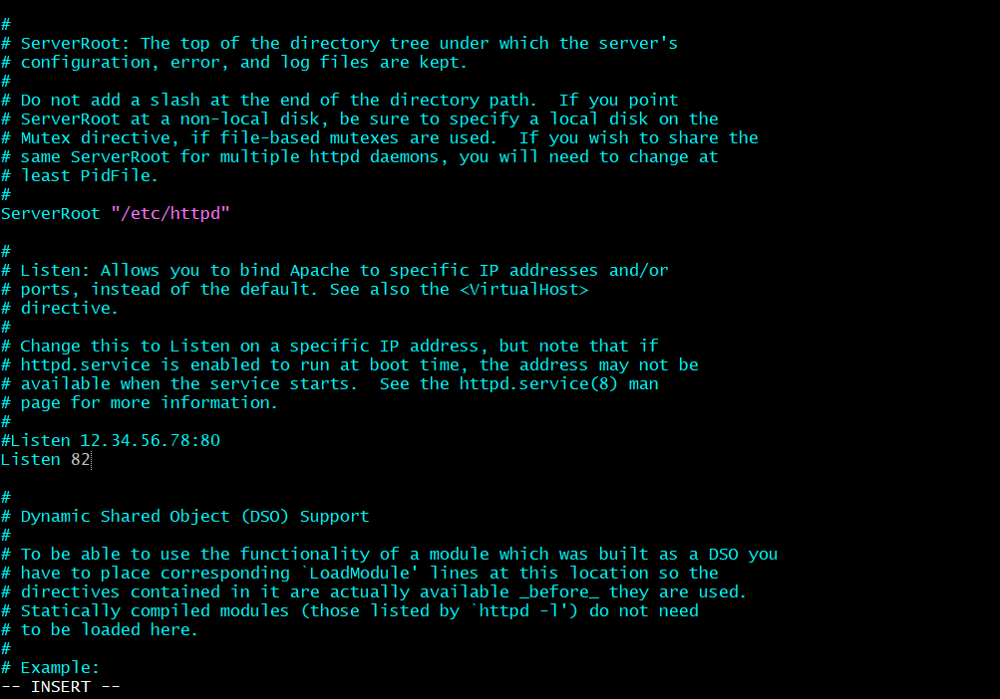 #
# ServerRoot: The top of the directory tree under which the server's
# configuration, error, and log files are kept.
#
# Do not add a slash at the end of the directory path.  If you point
# ServerRoot at a non-local disk, be sure to specify a local disk on the
# Mutex directive, if file-based mutexes are used.  If you wish to share the
# same ServerRoot for multiple httpd daemons, you will need to change at
# least PidFile.
#
ServerRoot "/etc/httpd"

#
# Listen: Allows you to bind Apache to specific IP addresses and/or
# ports, instead of the default. See also the <VirtualHost>
# directive.
#
# Change this to Listen on a specific IP address, but note that if
# httpd.service is enabled to run at boot time, the address may not be
# available when the service starts.  See the httpd.service(8) man
# page for more information.
#
#Listen 12.34.56.78:80
Listen 82

#
# Dynamic Shared Object (DSO) Support
#
# To be able to use the functionality of a module which was built as a DSO you
# have to place corresponding `LoadModule' lines at this location so the
# directives contained in it are actually available _before_ they are used.
# Statically compiled modules (those listed by `httpd -l') do not need
# to be loaded here.
#
# Example:
-- INSERT --